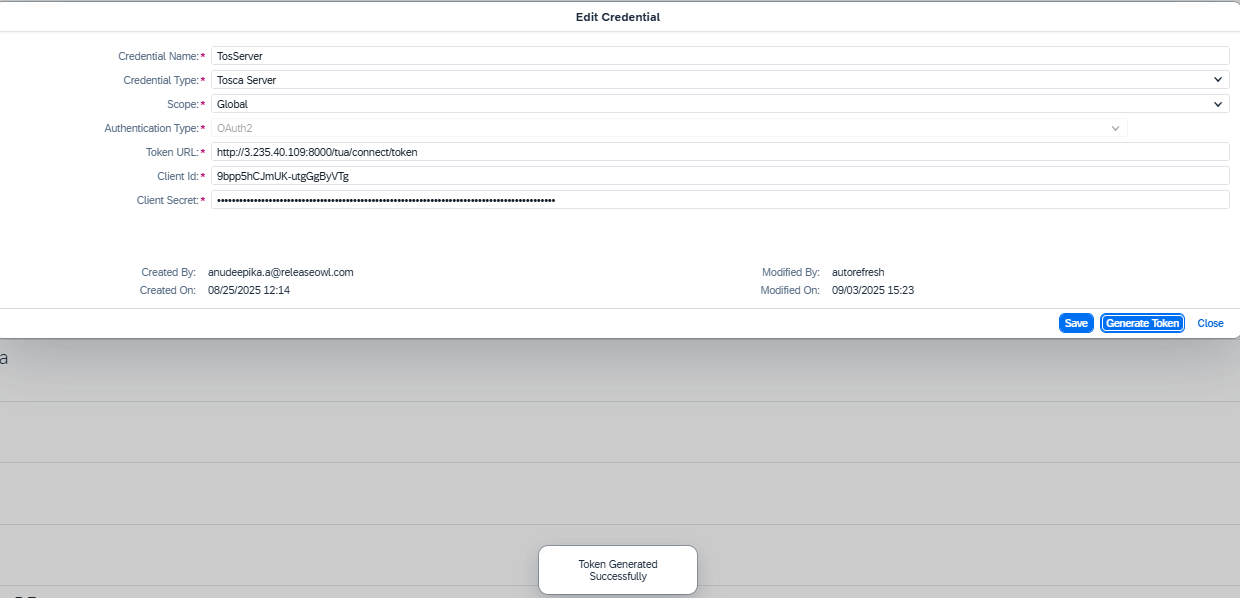 Edit Credential
Credential Name:* TosServer
Credential Type:* Tosca Server
Scope:* Global
Authentication Type:* OAuth2
Token URL:* http://3.235.40.109:8000/tua/connect/token
Client Id:* 9bpp5hCJmUK-utgGgByVTg
Client Secret:* 
Created By: anudeepika.a@releaseowl.com Modified By: autorefresh
Created On: 08/25/2025 12:14 Modified On: 09/03/2025 15:23
Save Generate Token Close
a
Token Generated
Successfully